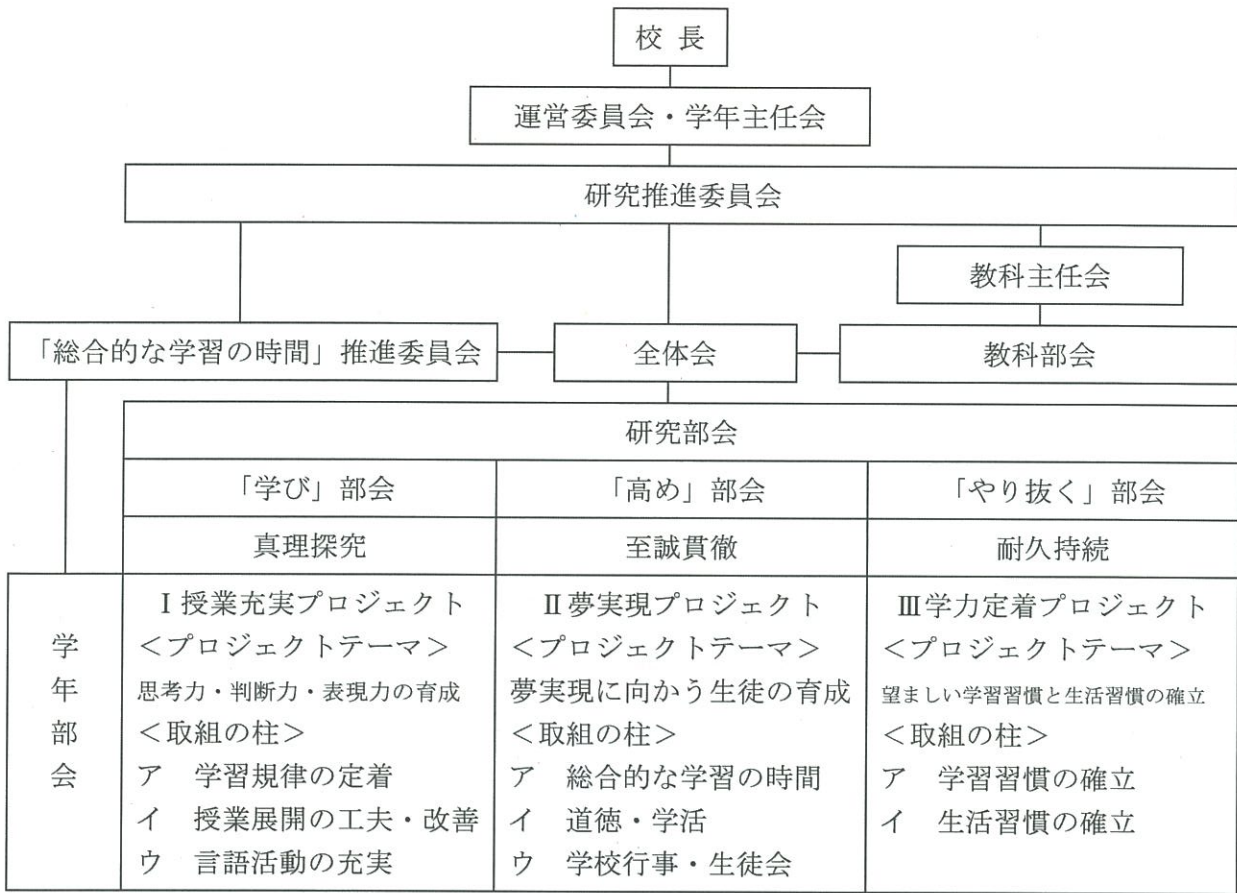 校長
運営委員会・学年主任会
研究推進委員会
教科主任会
「総合的な学習の時間」推進委員会
全体会
教科部会
研究部会
「学び」部会
「高め」部会
「やり抜く」部会
真理探究
至誠貫徹
耐久持続
学年部会
Ⅰ授業充実プロジェクト
<プロジェクトテーマ>
思考力・判断力・表現力の育成
<取組の柱>
ア 学習規律の定着
イ 授業展開の工夫・改善
ウ 言語活動の充実
Ⅱ夢実現プロジェクト
<プロジェクトテーマ>
夢実現に向かう生徒の育成
<取組の柱>
ア 総合的な学習の時間
イ 道徳・学活
ウ 学校行事・生徒会
Ⅲ学力定着プロジェクト
<プロジェクトテーマ>
望ましい学習習慣と生活習慣の確立
<取組の柱>
ア 学習習慣の確立
イ 生活習慣の確立